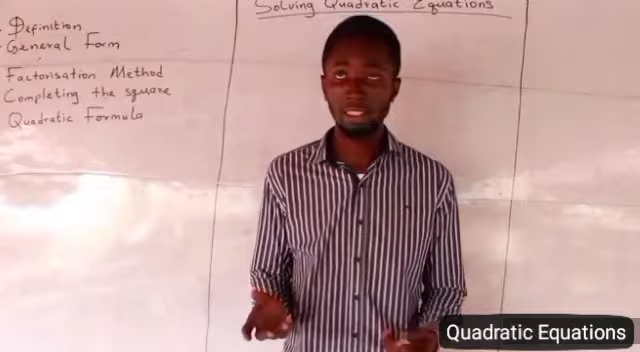 Solving Quadratic Equations
Definition
General Form
Factorisation Method
Completing the square
Quadratic Formula
Quadratic Equations